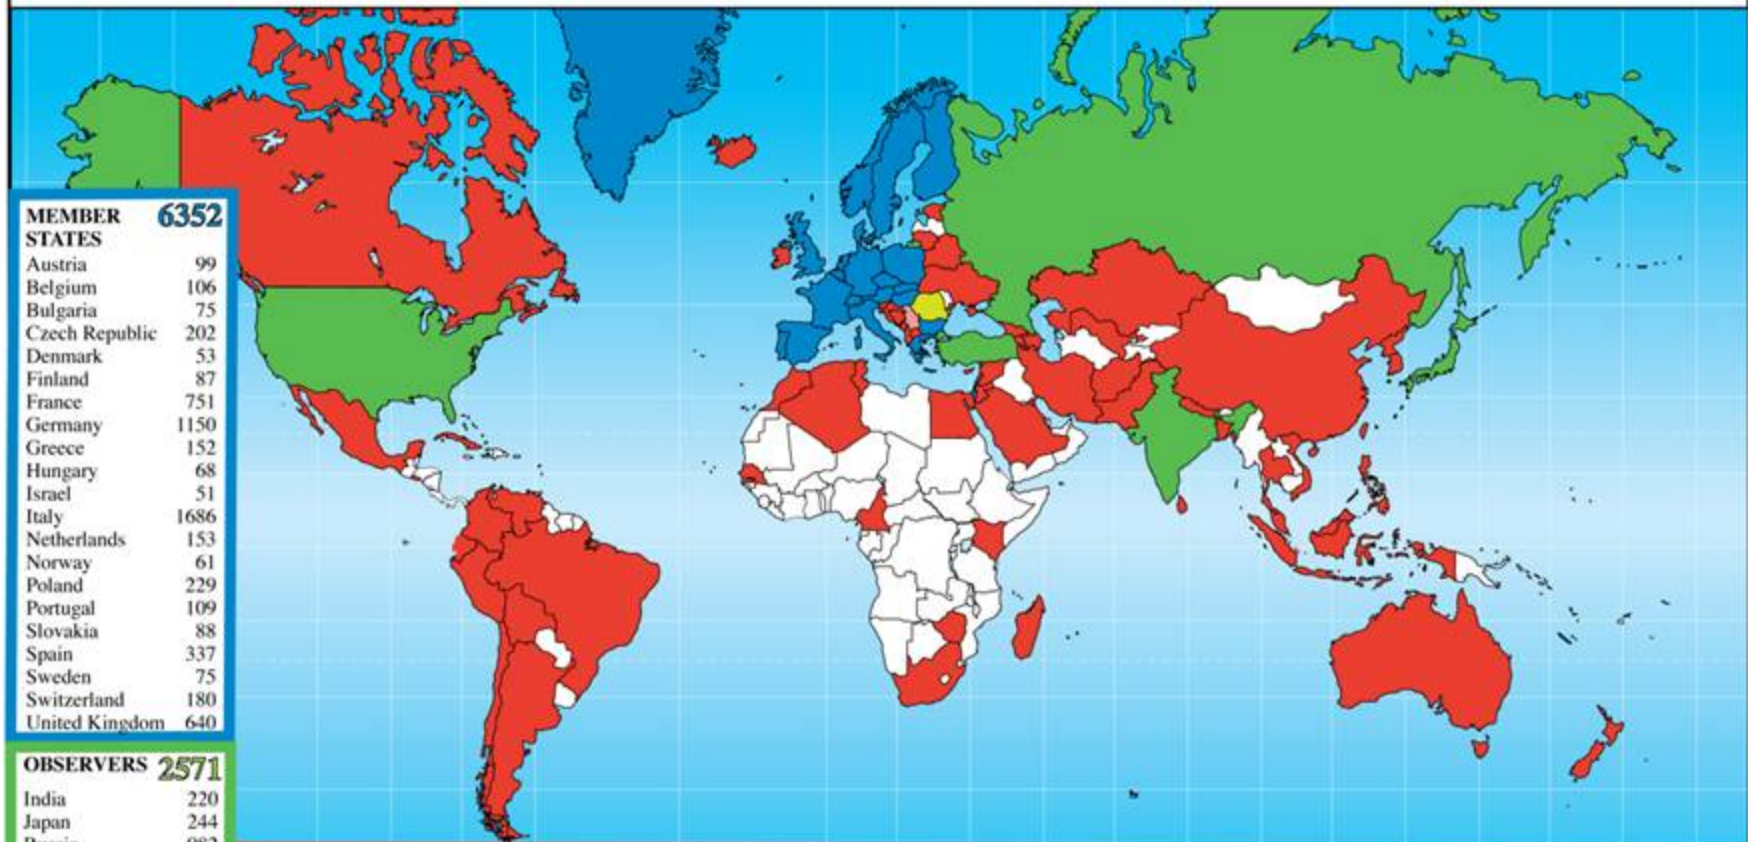 MEMBER 6352
STATES
Austria 99
Belgium 106
Bulgaria 75
Czech Republic 202
Denmark 53
Finland 87
France 751
Germany 1150
Greece 152
Hungary 68
Israel 51
Italy 1686
Netherlands 153
Norway 61
Poland 229
Portugal 109
Slovakia 88
Spain 337
Sweden 75
Switzerland 180
United Kingdom 640
OBSERVERS 2571
India 220
Japan 244